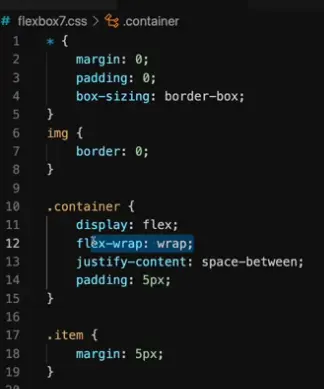 # flexbox7.css > .container
1 * {
2 margin: 0;
3 padding: 0;
4 box-sizing: border-box;
5 }
6 img {
7 border: 0;
8 }
9
10 .container {
11 display: flex;
12 flex-wrap: wrap;
13 justify-content: space-between;
14 padding: 5px;
15 }
16
17 .item {
18 margin: 5px;
19 }